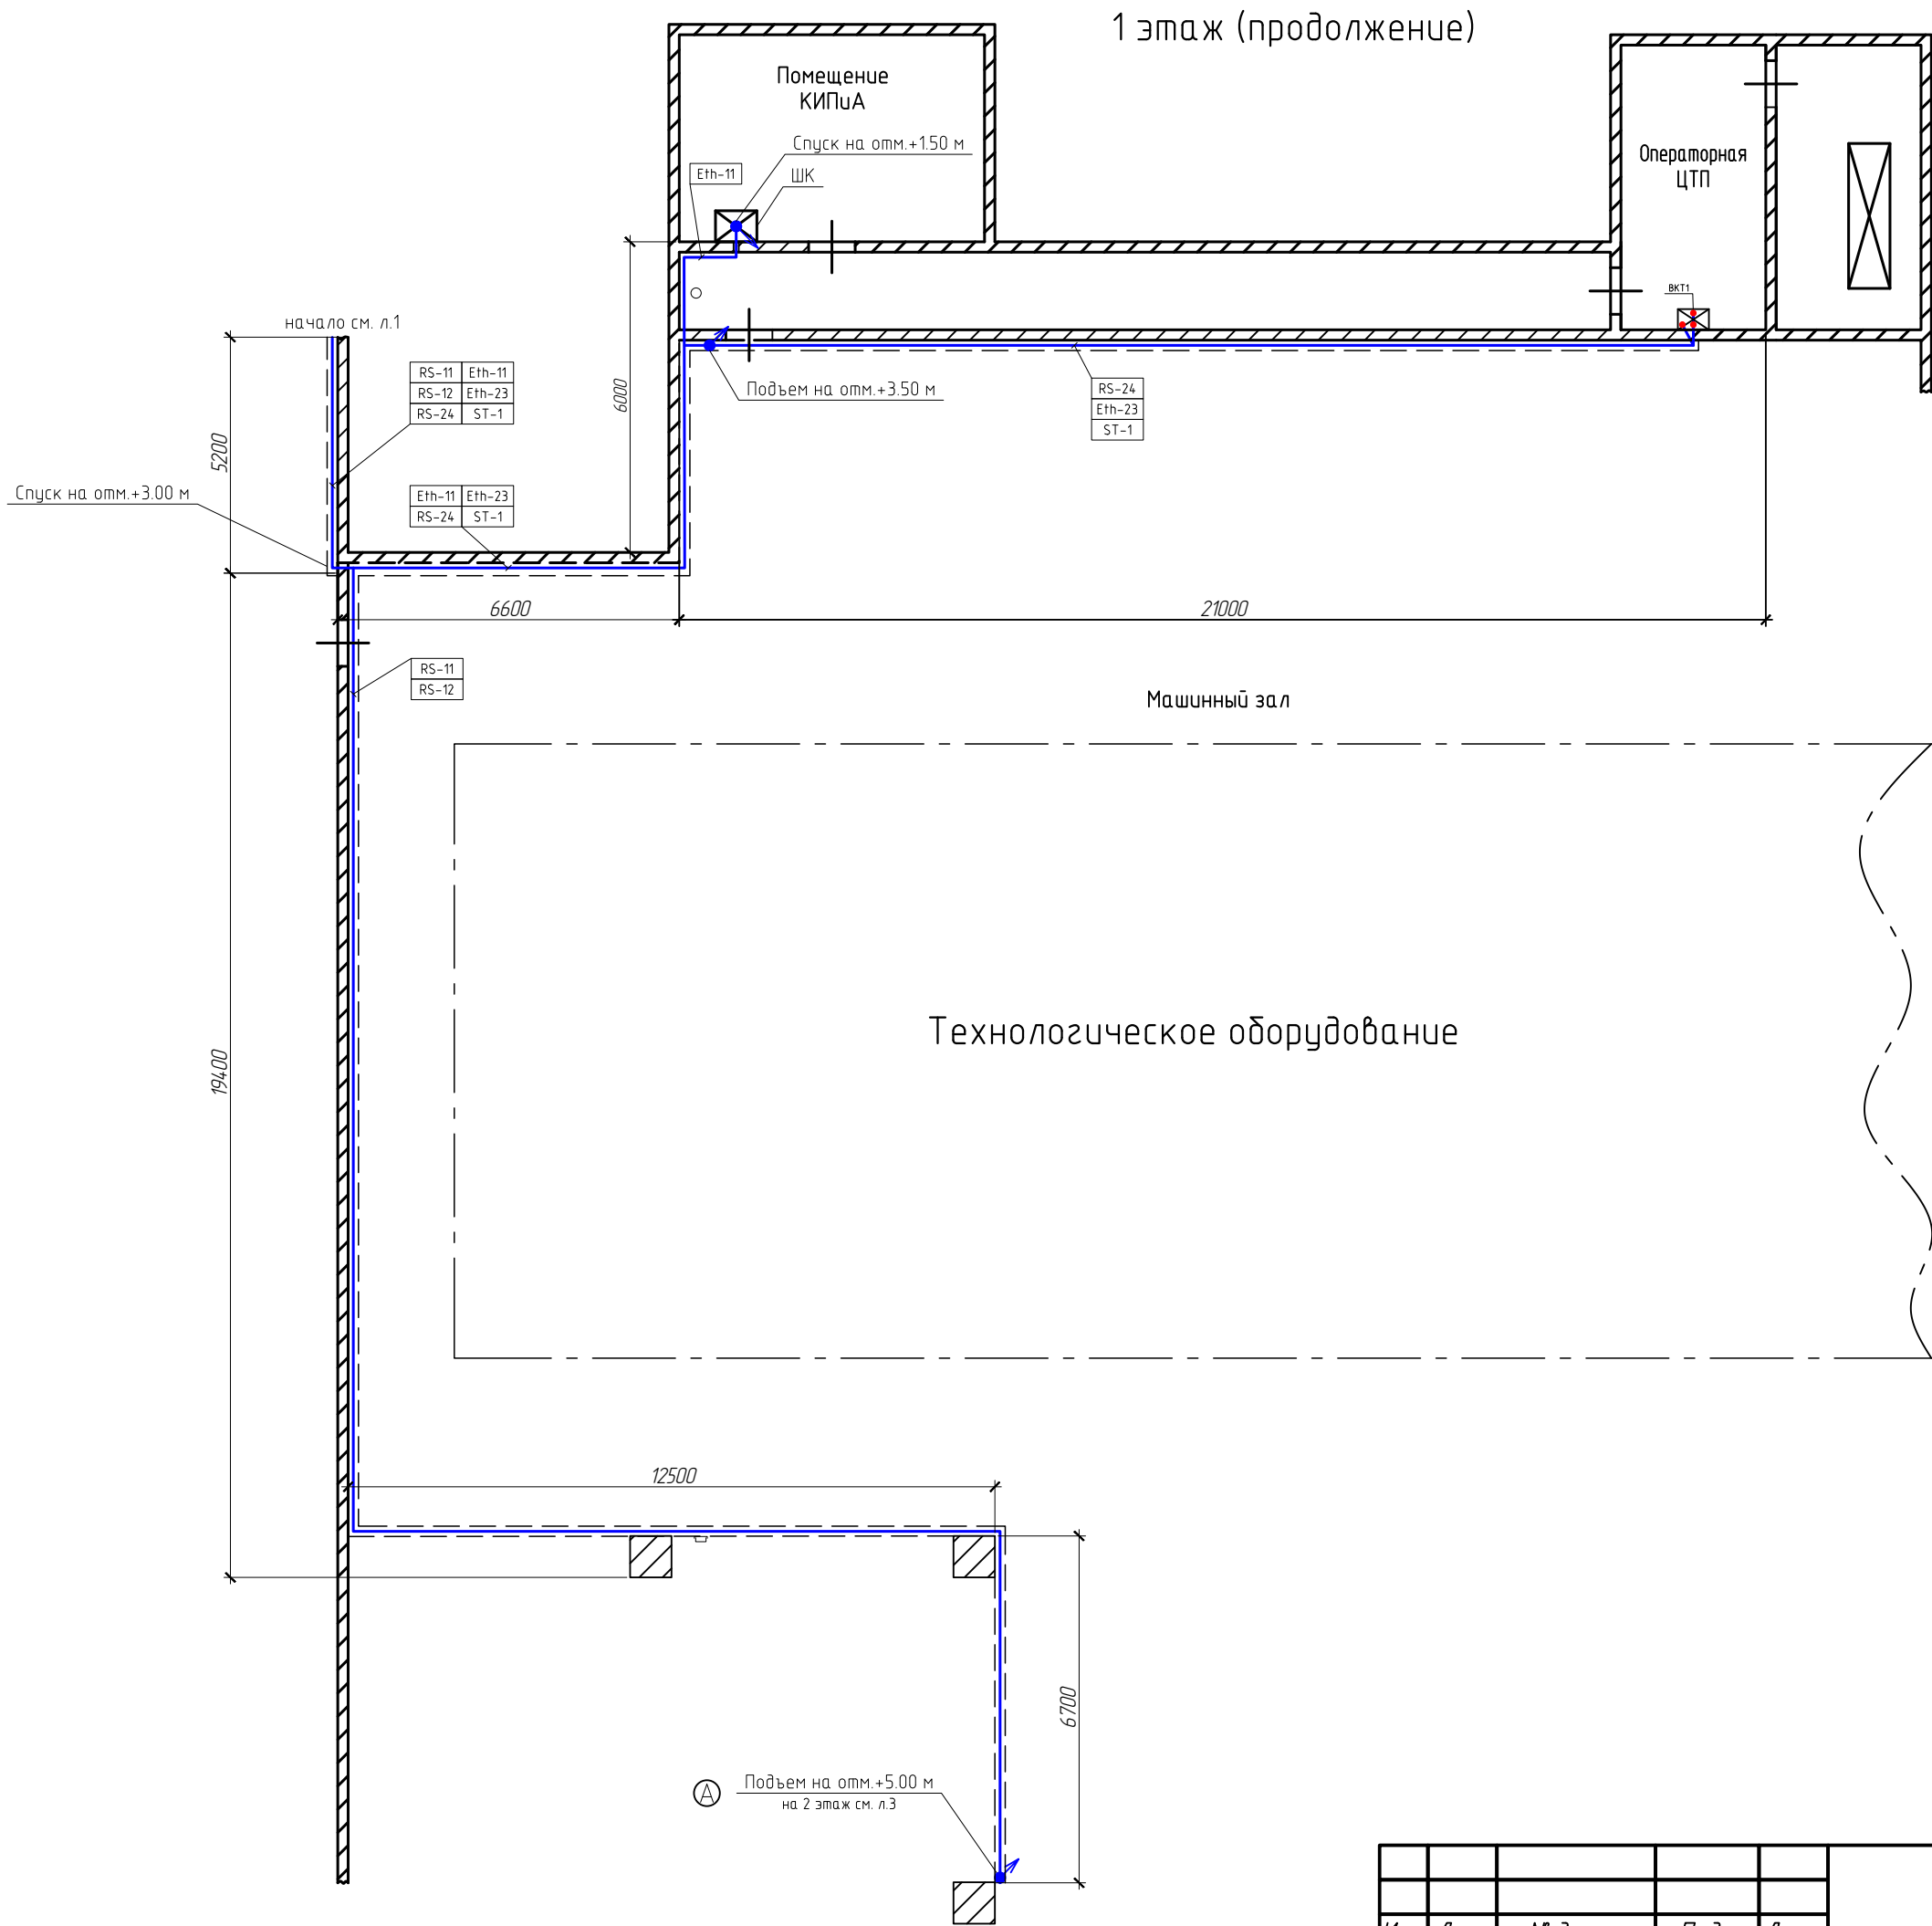 1 этаж (продолжение)
Помещение
КИПиА
Спуск на отм.+1.50 м
Eth-11
ШК
Операторная
ЦТП
ВКТ1
начало см. л.1
RS-11 Eth-11
RS-12 Eth-23
RS-24 ST-1
6000
Подъем на отм.+3.50 м
RS-24
Eth-23
ST-1
5200
Спуск на отм.+3.00 м
Eth-11 Eth-23
RS-24 ST-1
6600
21000
RS-11
RS-12
Машинный зал
Технологическое оборудование
19400
12500
6700
А
Подъем на отм.+5.00 м
на 2 этаж см. л.3